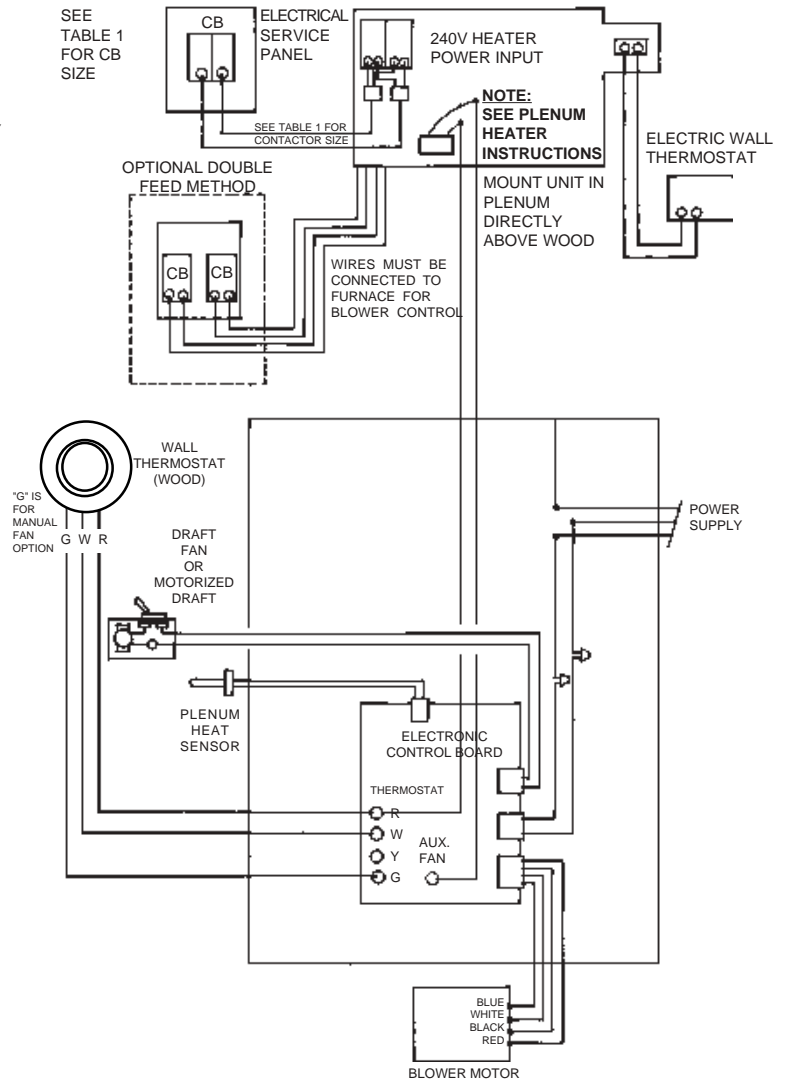 SEE
TABLE 1
FOR CB
SIZE
CB
ELECTRICAL
SERVICE
PANEL
240V HEATER
POWER INPUT
NOTE:
SEE PLENUM
HEATER
INSTRUCTIONS
SEE TABLE 1 FOR
CONTACTOR SIZE
ELECTRIC WALL
THERMOSTAT
OPTIONAL DOUBLE
FEED METHOD
MOUNT UNIT IN
PLENUM
DIRECTLY
ABOVE WOOD
CB
CB
WIRES MUST BE
CONNECTED TO
FURNACE FOR
BLOWER CONTROL
WALL
THERMOSTAT
(WOOD)
"G" IS
FOR
MANUAL
FAN
OPTION
G W R
POWER
SUPPLY
DRAFT
FAN
OR
MOTORIZED
DRAFT
PLENUM
HEAT
SENSOR
ELECTRONIC
CONTROL BOARD
THERMOSTAT
R
W
Y
G
AUX.
FAN
BLUE
WHITE
BLACK
RED
BLOWER MOTOR